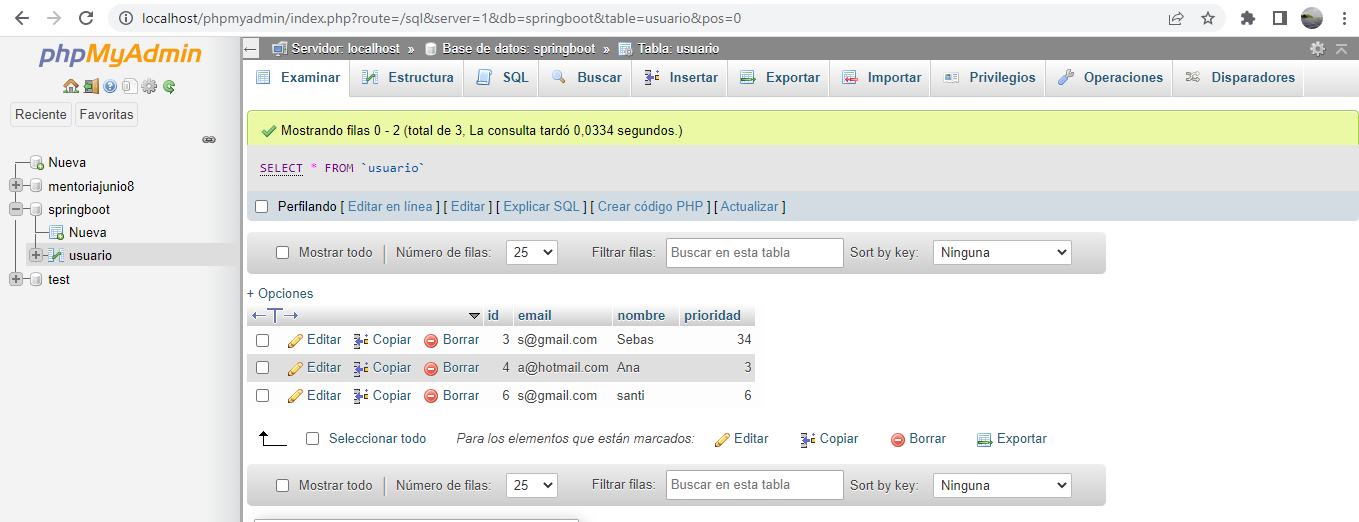 localhost/phpmyadmin/index.php?route=/sql&server=1&db=springboot&table=usuario&pos=0
phpMyAdmin
Reciente Favoritas
Nueva
mentoriajunio8
springboot
Nueva
usuario
test
Servidor: localhost » Base de datos: springboot » Tabla: usuario
Examinar Estructura SQL Buscar Insertar Exportar Importar Privilegios Operaciones Disparadores
Mostrando filas 0 - 2 (total de 3, La consulta tardó 0,0334 segundos.)
SELECT * FROM `usuario`
Perfilando [ Editar en línea ] [ Editar ] [ Explicar SQL ] [ Crear código PHP ] [ Actualizar ]
Mostrar todo Número de filas: 25 Filtrar filas: Buscar en esta tabla Sort by key: Ninguna
+ Opciones
id email nombre prioridad
Editar Copiar Borrar 3 s@gmail.com Sebas 34
Editar Copiar Borrar 4 a@hotmail.com Ana 3
Editar Copiar Borrar 6 s@gmail.com santi 6
Seleccionar todo Para los elementos que están marcados: Editar Copiar Borrar Exportar
Mostrar todo Número de filas: 25 Filtrar filas: Buscar en esta tabla Sort by key: Ninguna